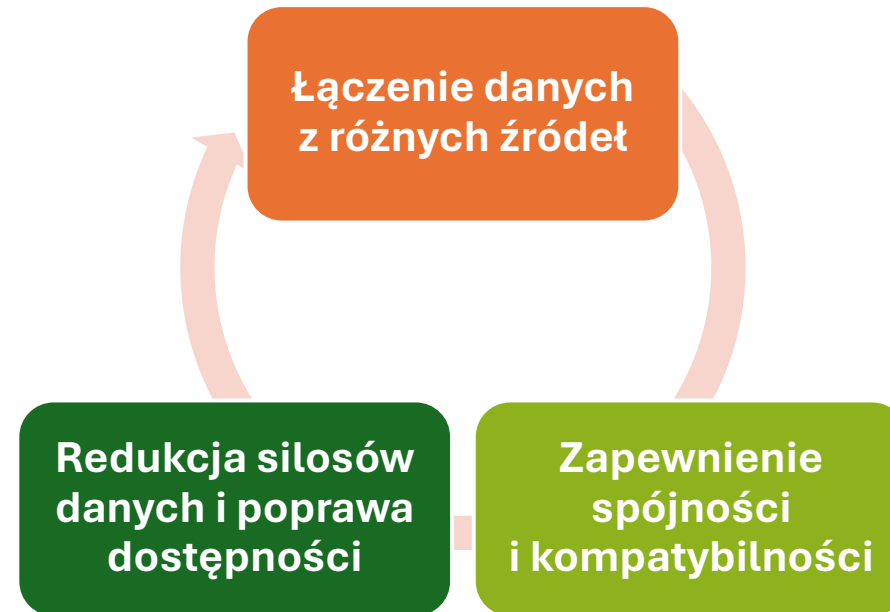 Łączenie danych
z różnych źródeł
Redukcja silosów
danych i poprawa
dostępności
Zapewnienie
spójności
i kompatybilności